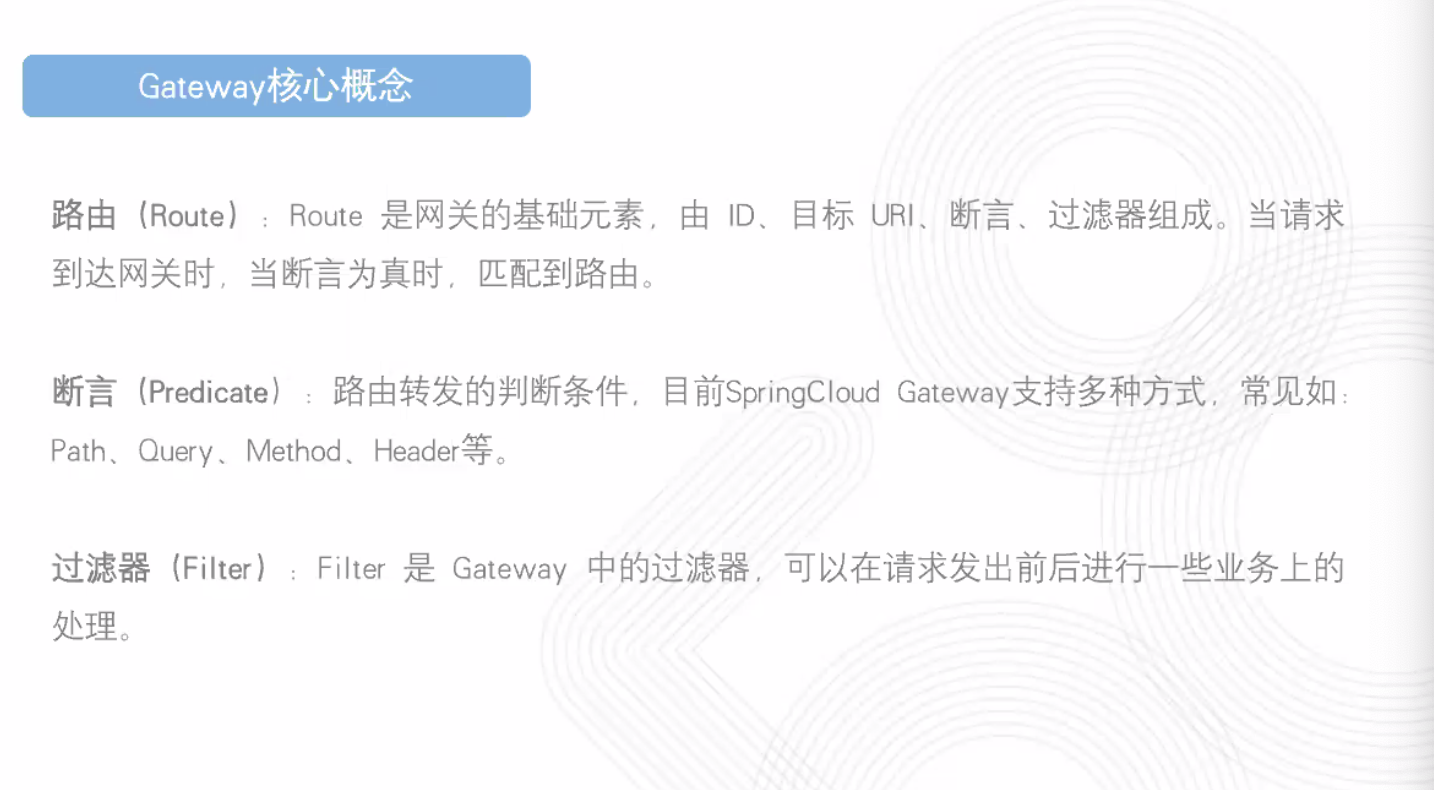 Gateway核心概念
路由（Route）：Route 是网关的基础元素，由 ID、目标 URI、断言、过滤器组成。当请求
到达网关时，当断言为真时，匹配到路由。
断言（Predicate）：路由转发的判断条件，目前SpringCloud Gateway支持多种方式，常见如：
Path、Query、Method、Header等。
过滤器（Filter）：Filter 是 Gateway 中的过滤器，可以在请求发出前后进行一些业务上的
处理。